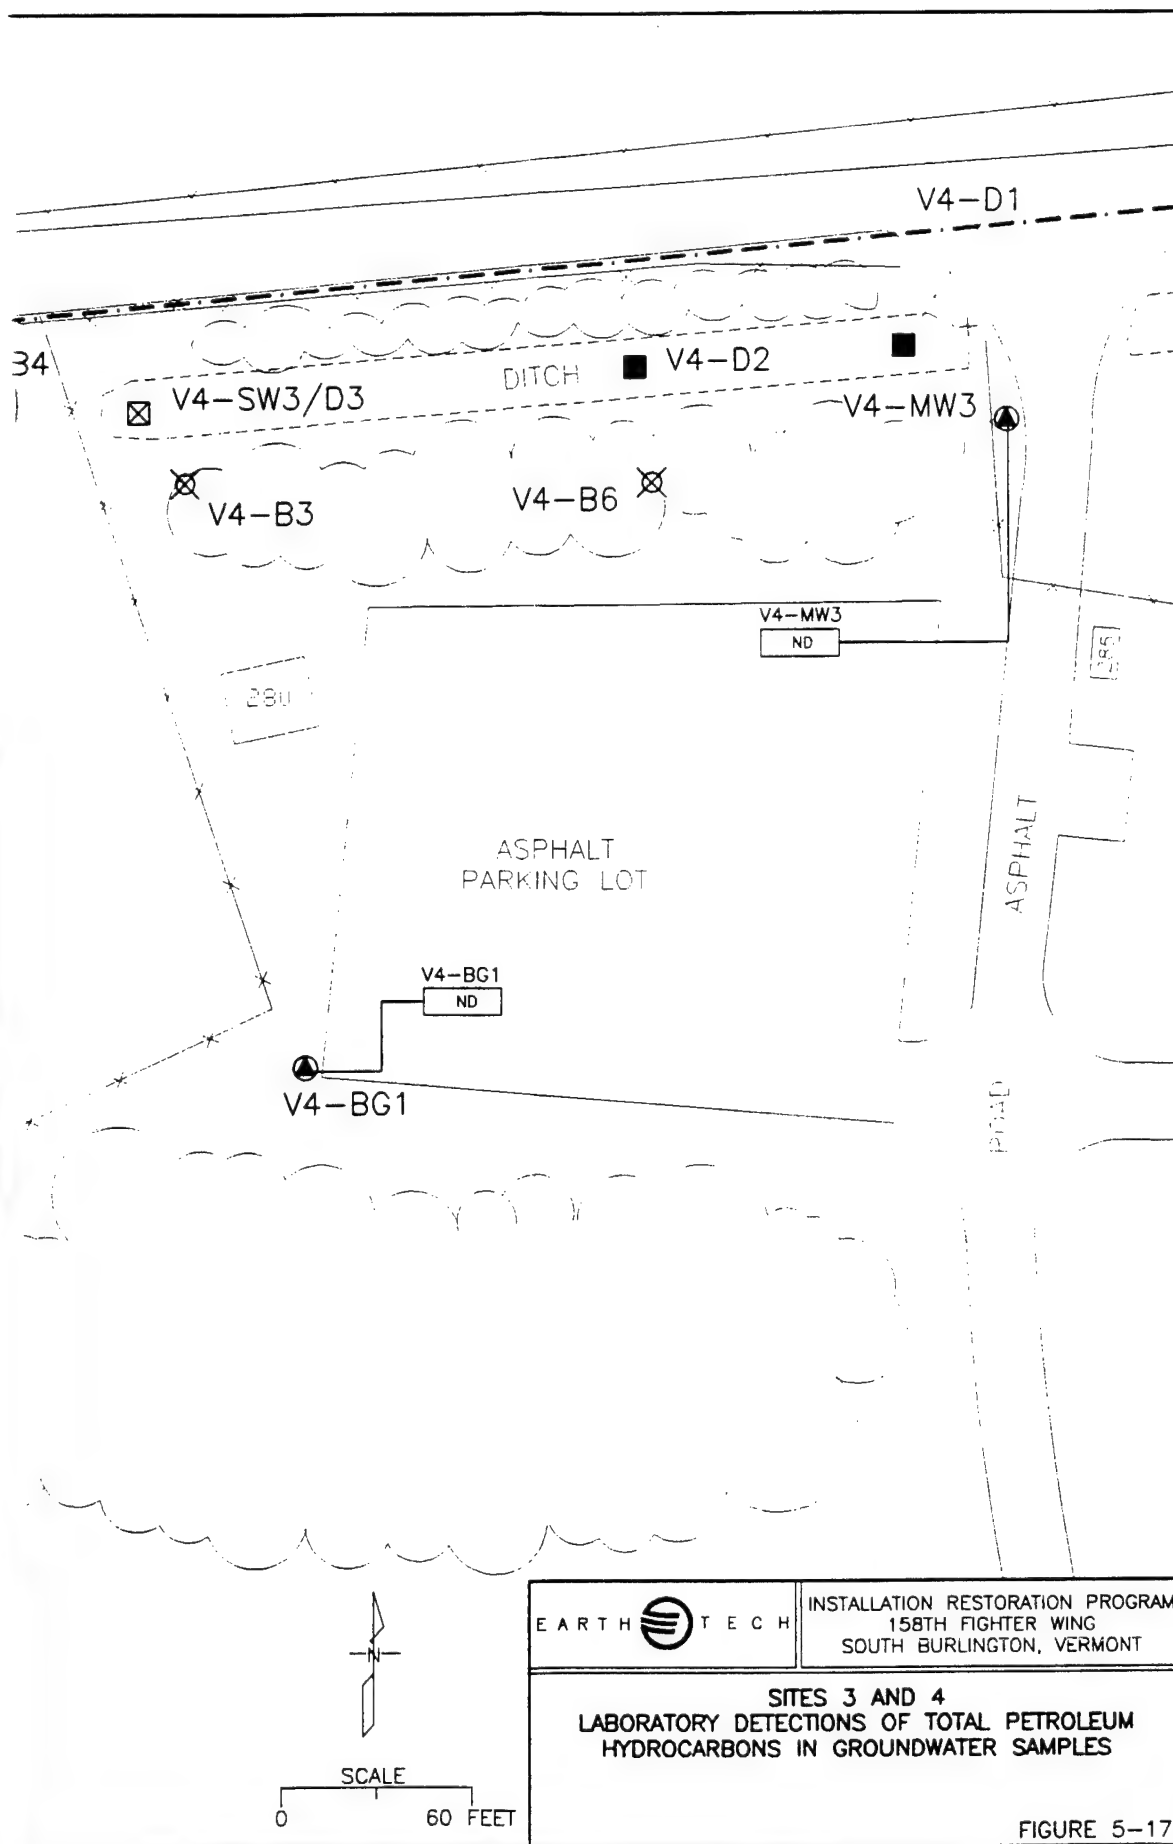 V4-D1
34
V4-SW3/D3
DITCH
V4-D2
V4-MW3
V4-B3
V4-B6
V4-MW3
ND
280
285
ASPHALT
PARKING LOT
ASPHALT
ROAD
V4-BG1
ND
V4-BG1
N
SCALE
0 60 FEET
EARTH TECH
INSTALLATION RESTORATION PROGRAM
158TH FIGHTER WING
SOUTH BURLINGTON, VERMONT
SITES 3 AND 4
LABORATORY DETECTIONS OF TOTAL PETROLEUM
HYDROCARBONS IN GROUNDWATER SAMPLES
FIGURE 5-17